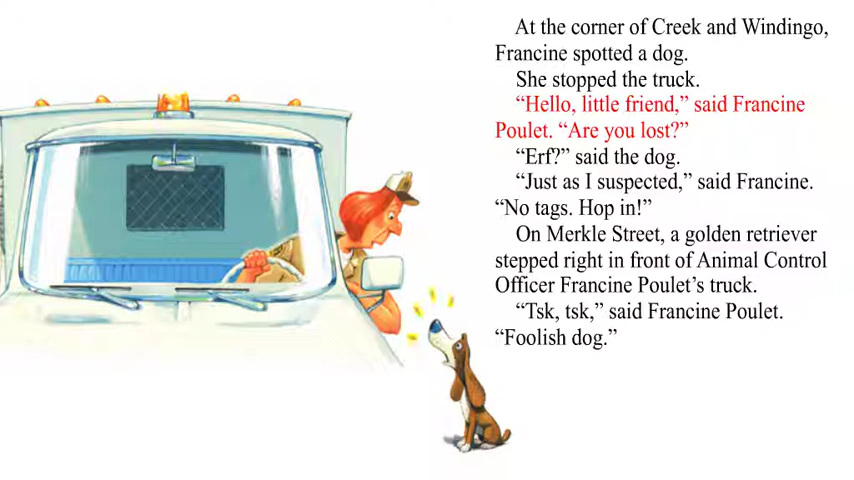 At the corner of Creek and Windingo,
Francine spotted a dog.
She stopped the truck.
“Hello, little friend,” said Francine
Poulet. “Are you lost?”
“Erf?” said the dog.
“Just as I suspected,” said Francine.
“No tags. Hop in!”
On Merkle Street, a golden retriever
stepped right in front of Animal Control
Officer Francine Poulet’s truck.
“Tsk, tsk,” said Francine Poulet.
“Foolish dog.”